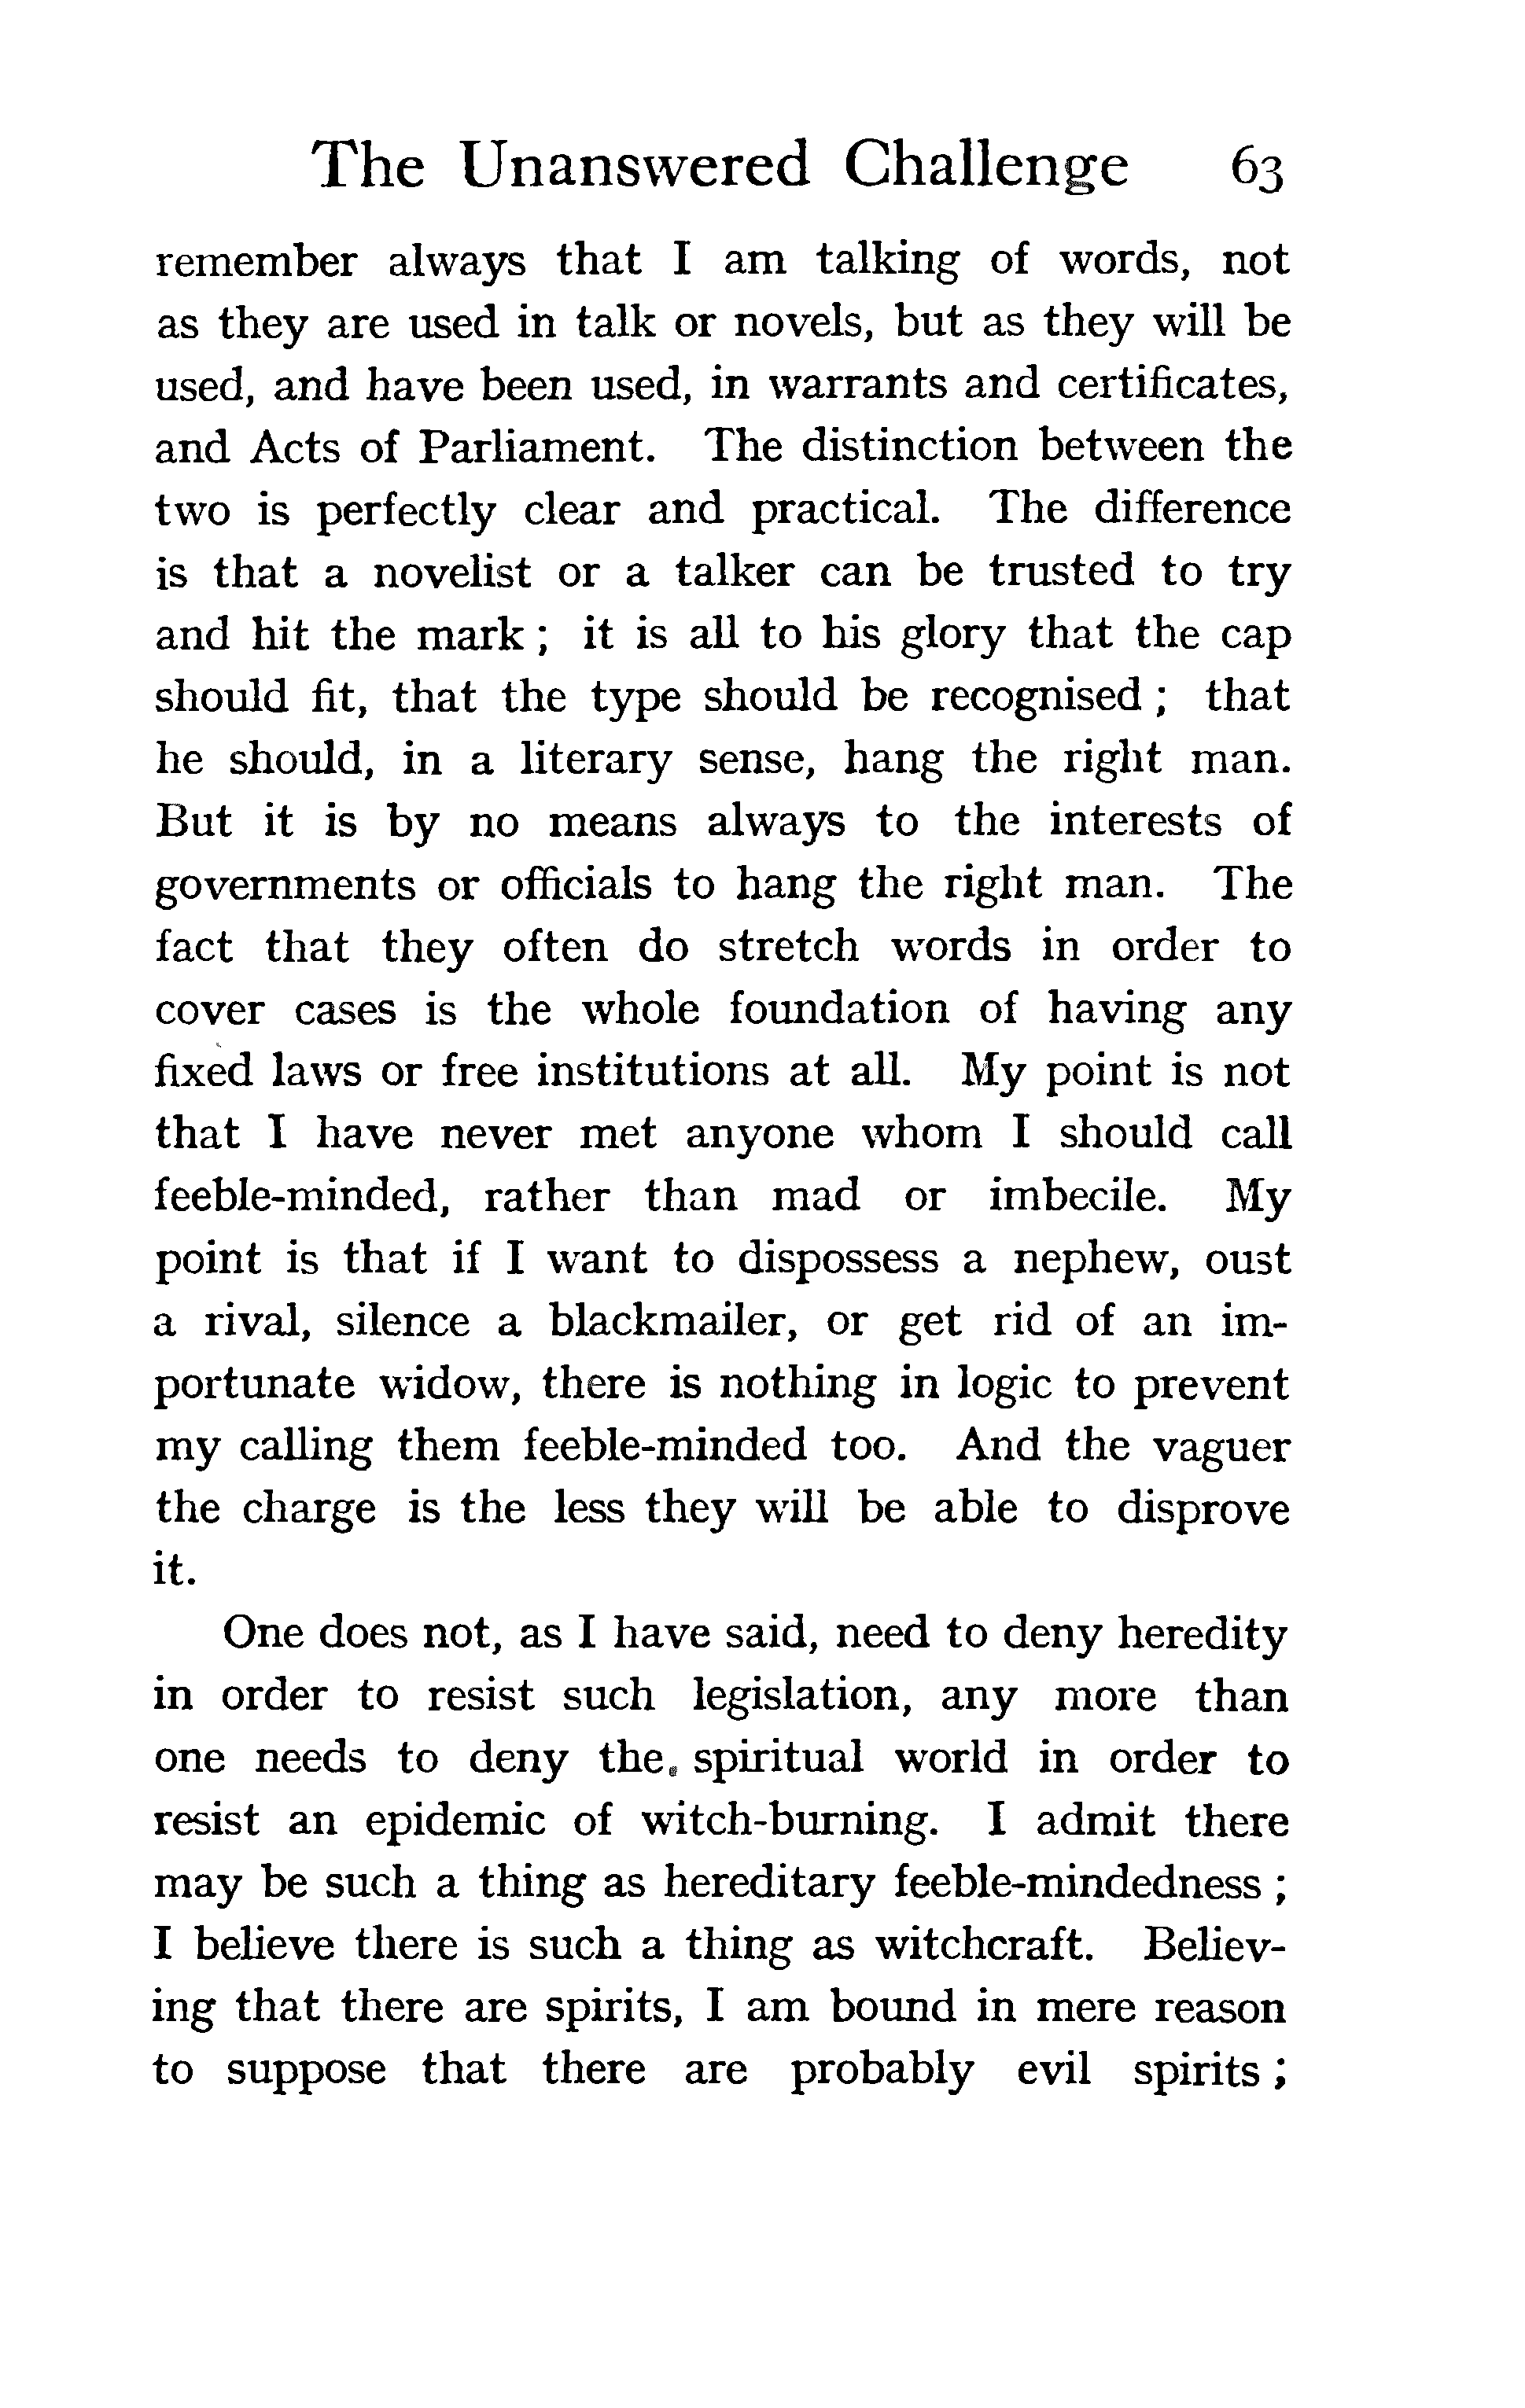 The Unanswered Challenge 63
remember always that I am talking of words, not
as they are used in talk or novels, but as they will be
used, and have been used, in warrants and certificates,
and Acts of Parliament. The distinction between the
two is perfectly clear and practical. The difference
is that a novelist or a talker can be trusted to try
and hit the mark ; it is all to his glory that the cap
should fit, that the type should be recognised ; that
he should, in a literary sense, hang the right man.
But it is by no means always to the interests of
governments or officials to hang the right man. The
fact that they often do stretch words in order to
cover cases is the whole foundation of having any
fixed laws or free institutions at all. My point is not
that I have never met anyone whom I should call
feeble-minded, rather than mad or imbecile. My
point is that if I want to dispossess a nephew, oust
a rival, silence a blackmailer, or get rid of an im-
portunate widow, there is nothing in logic to prevent
my calling them feeble-minded too. And the vaguer
the charge is the less they will be able to disprove
it.
One does not, as I have said, need to deny heredity
in order to resist such legislation, any more than
one needs to deny the spiritual world in order to
resist an epidemic of witch-burning. I admit there
may be such a thing as hereditary feeble-mindedness ;
I believe there is such a thing as witchcraft. Believ-
ing that there are spirits, I am bound in mere reason
to suppose that there are probably evil spirits ;